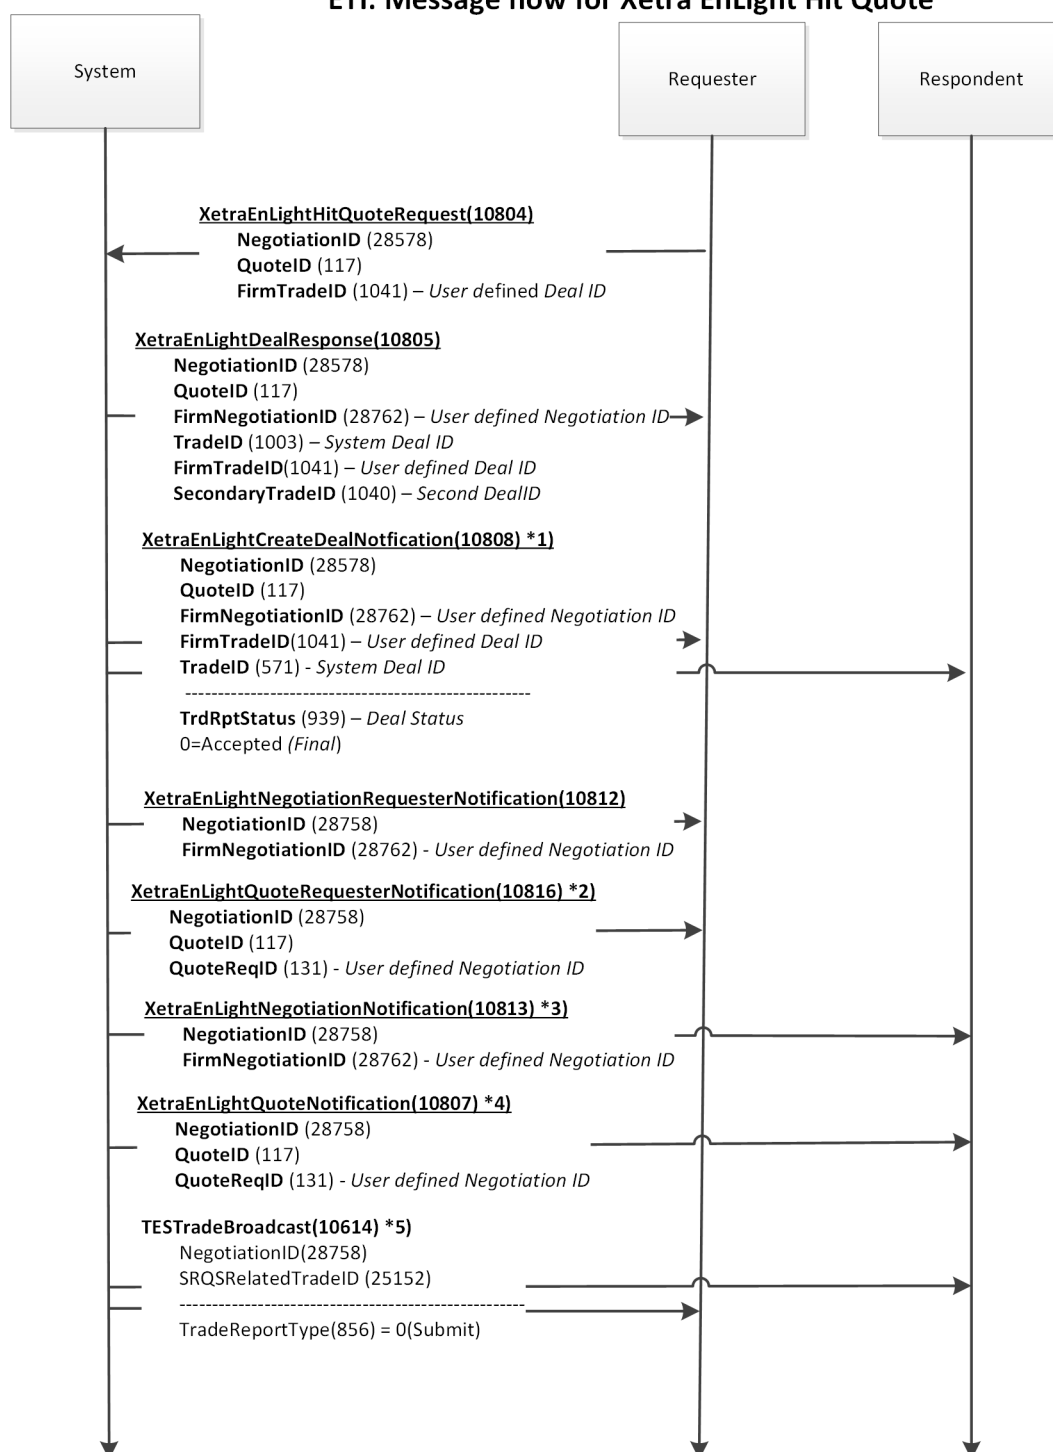 ETI: Message flow for Xetra EnLight Hit Quote
System
Requester
Respondent
XetraEnLightHitQuoteRequest(10804)
NegotiationID (28578)
QuoteID (117)
FirmTradeID (1041) – User defined Deal ID
XetraEnLightDealResponse(10805)
NegotiationID (28578)
QuoteID (117)
FirmNegotiationID (28762) – User defined Negotiation ID
TradeID (1003) – System Deal ID
FirmTradeID(1041) – User defined Deal ID
SecondaryTradeID (1040) – Second DealID
XetraEnLightCreateDealNotfication(10808) *1)
NegotiationID (28578)
QuoteID (117)
FirmNegotiationID (28762) – User defined Negotiation ID
FirmTradeID(1041) – User defined Deal ID
TradeID (571) - System Deal ID
-----------------------------------------------------
TrdRptStatus (939) – Deal Status
0=Accepted (Final)
XetraEnLightNegotiationRequesterNotification(10812)
NegotiationID (28758)
FirmNegotiationID (28762) - User defined Negotiation ID
XetraEnLightQuoteRequesterNotification(10816) *2)
NegotiationID (28758)
QuoteID (117)
QuoteReqID (131) - User defined Negotiation ID
XetraEnLightNegotiationNotification(10813) *3)
NegotiationID (28758)
FirmNegotiationID (28762) - User defined Negotiation ID
XetraEnLightQuoteNotification(10807) *4)
NegotiationID (28758)
QuoteID (117)
QuoteReqID (131) - User defined Negotiation ID
TESTradeBroadcast(10614) *5)
NegotiationID(28758)
SRQSRelatedTradeID (25152)
-----------------------------------------------------
TradeReportType(856) = 0(Submit)